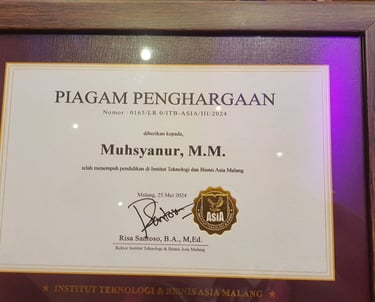 PIAGAM PENGHARGAAN
Nomor : 0165/LR 0/ITB-ASIA/III/2024
diberikan kepada,
Muhsyanur, M.M.
telah menempuh pendidikan di Institut Teknologi dan Bisnis Asia Malang
Malang, 25 Mei 2024
ASIA
Risa Santoso, B.A., M,Ed.
Rektor Institut Teknologi & Bisnis Asia Malang
★ INSTITUT TEKNOLOGI & BISNIS ASIA MALANG ★